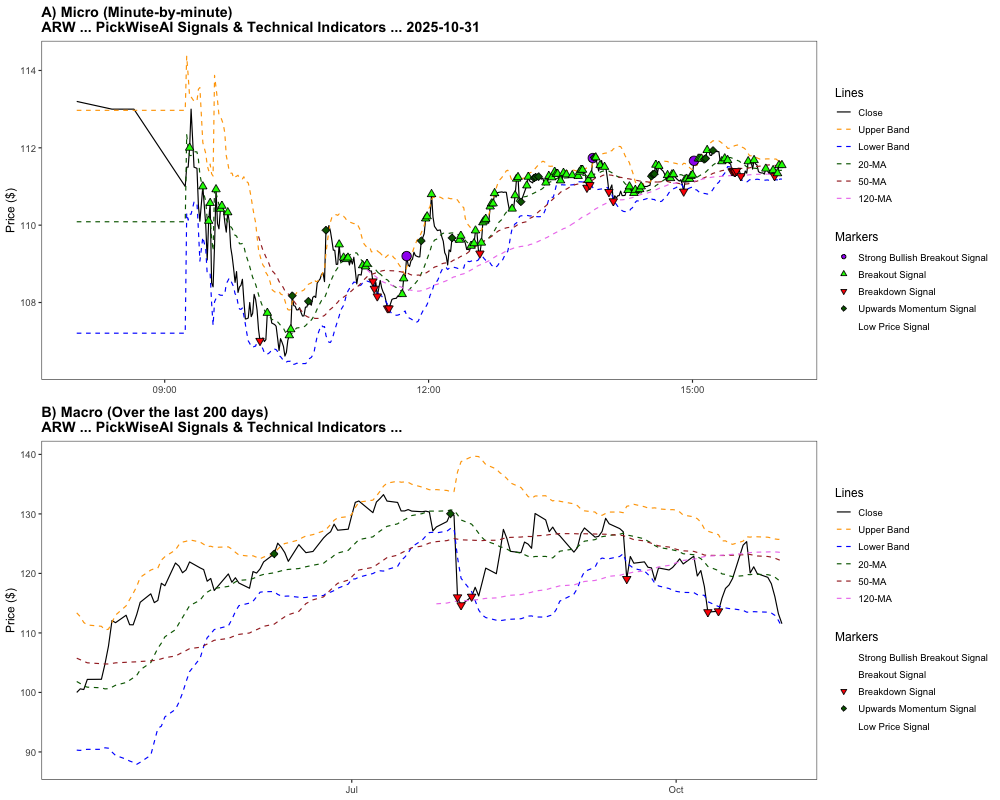 A) Micro (Minute-by-minute)
ARW ... PickWiseAI Signals & Technical Indicators ... 2025-10-31
Price ($)
114
112
110
108
09:00
12:00
15:00
Lines
Close
Upper Band
Lower Band
20-MA
50-MA
120-MA
Markers
Strong Bullish Breakout Signal
Breakout Signal
Breakdown Signal
Upwards Momentum Signal
Low Price Signal
B) Macro (Over the last 200 days)
ARW ... PickWiseAI Signals & Technical Indicators ...
Price ($)
140
130
120
110
100
90
Jul
Oct
Lines
Close
Upper Band
Lower Band
20-MA
50-MA
120-MA
Markers
Strong Bullish Breakout Signal
Breakout Signal
Breakdown Signal
Upwards Momentum Signal
Low Price Signal